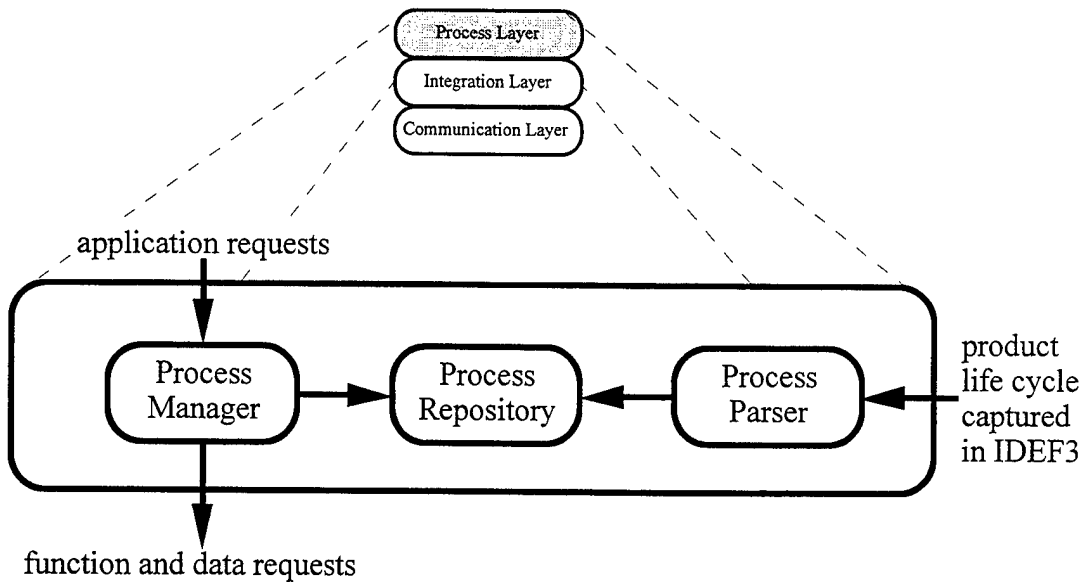 Process Layer
Integration Layer
Communication Layer
application requests
Process
Manager
Process
Repository
Process
Parser
product
life cycle
captured
in IDEF3
function and data requests